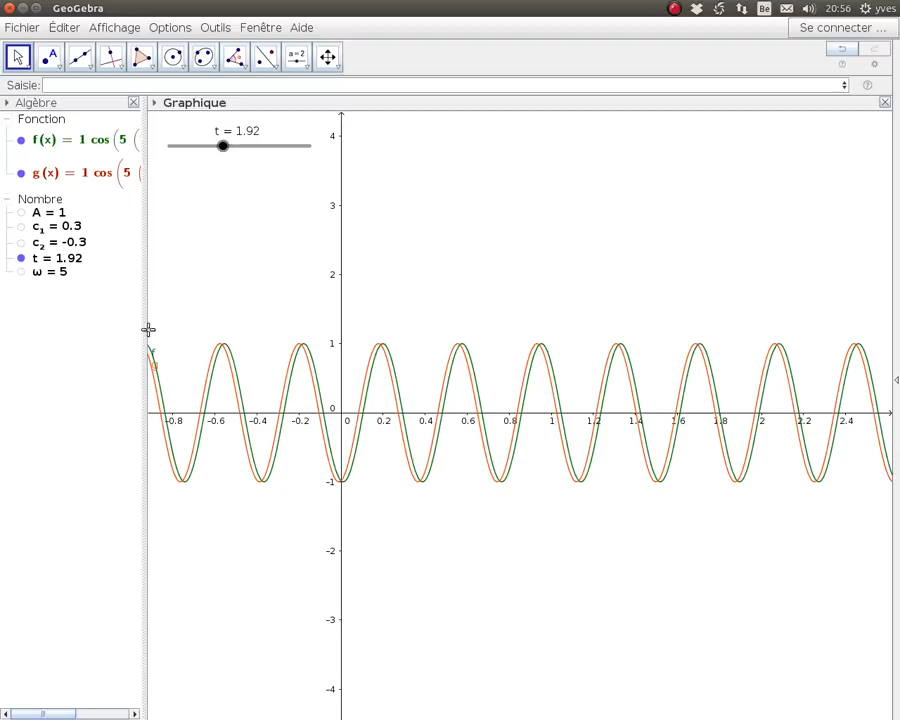 GeoGebra
Be
20:56
yves
Fichier Éditer Affichage Options Outils Fenêtre Aide
Se connecter ...
A
a=2
Saisie:
Algèbre
Graphique
Fonction
f(x) = 1 cos (5 (
g(x) = 1 cos (5 (
Nombre
A = 1
c₁ = 0.3
c₂ = -0.3
t = 1.92
ω = 5
t = 1.92
4
3
2
1
0
-1
-2
-3
-4
f
g
-0.8 -0.6 -0.4 -0.2 0 0.2 0.4 0.6 0.8 1 1.2 1.4 1.6 1.8 2 2.2 2.4